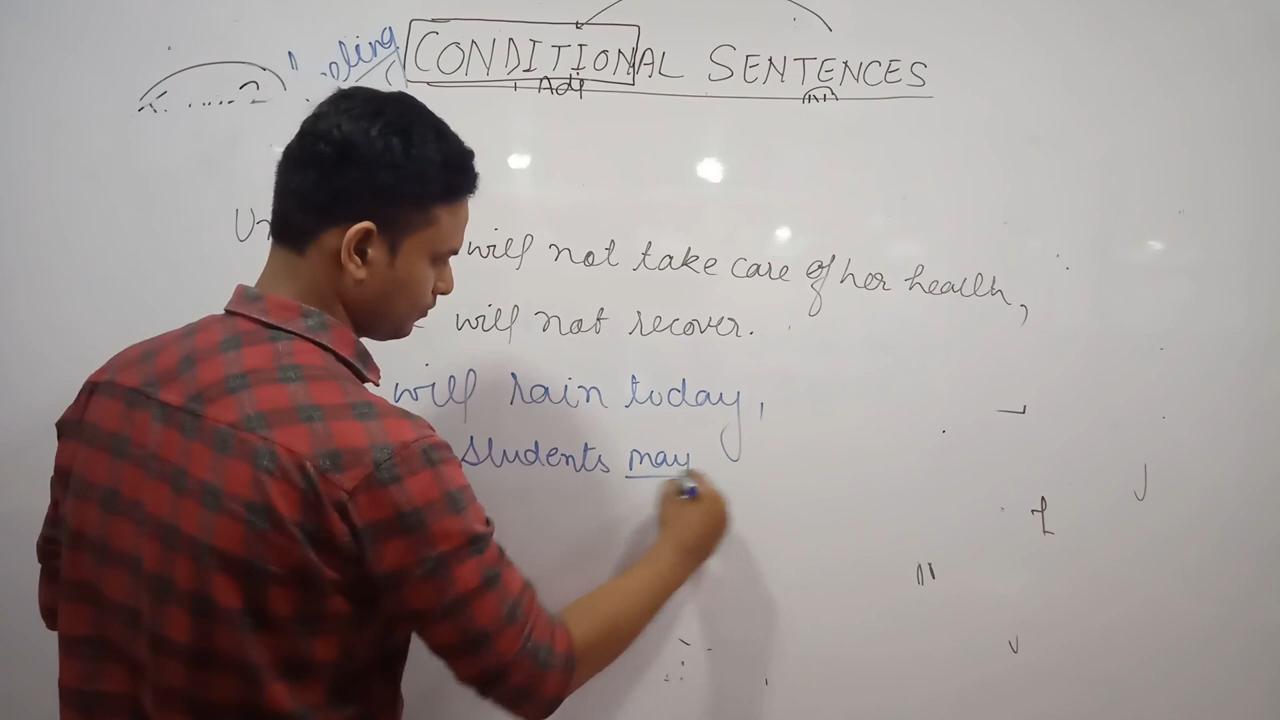 CONDITIONAL SENTENCES
Adj
N
will not take care of her health,
will not recover.
will rain today,
students may